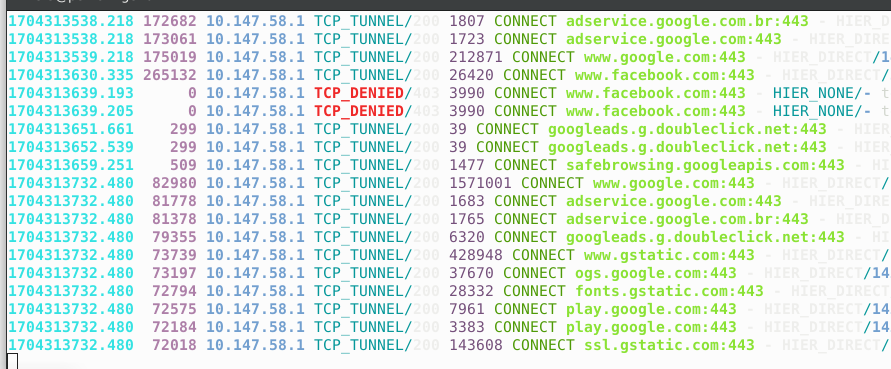 1704313538.218 172682 10.147.58.1 TCP_TUNNEL/200 1807 CONNECT adservice.google.com.br:443 - HIER_DIRE
1704313538.218 173061 10.147.58.1 TCP_TUNNEL/200 1723 CONNECT adservice.google.com:443 - HIER_DIRECT
1704313539.218 175019 10.147.58.1 TCP_TUNNEL/200 212871 CONNECT www.google.com:443 - HIER_DIRECT/14
1704313630.335 265132 10.147.58.1 TCP_TUNNEL/200 26420 CONNECT www.facebook.com:443 - HIER_DIRECT/
1704313639.193 0 10.147.58.1 TCP_DENIED/403 3990 CONNECT www.facebook.com:443 - HIER_NONE/- t
1704313639.205 0 10.147.58.1 TCP_DENIED/403 3990 CONNECT www.facebook.com:443 - HIER_NONE/- t
1704313651.661 299 10.147.58.1 TCP_TUNNEL/200 39 CONNECT googleads.g.doubleclick.net:443 - HIER_D
1704313652.539 299 10.147.58.1 TCP_TUNNEL/200 39 CONNECT googleads.g.doubleclick.net:443 - HIER_D
1704313659.251 509 10.147.58.1 TCP_TUNNEL/200 1477 CONNECT safebrowsing.googleapis.com:443 - HIER
1704313732.480 82980 10.147.58.1 TCP_TUNNEL/200 1571001 CONNECT www.google.com:443 - HIER_DIRECT/
1704313732.480 81778 10.147.58.1 TCP_TUNNEL/200 1683 CONNECT adservice.google.com:443 - HIER_DIRECT
1704313732.480 81378 10.147.58.1 TCP_TUNNEL/200 1765 CONNECT adservice.google.com.br:443 - HIER_DIR
1704313732.480 79355 10.147.58.1 TCP_TUNNEL/200 6320 CONNECT googleads.g.doubleclick.net:443 - HIER
1704313732.480 73739 10.147.58.1 TCP_TUNNEL/200 428948 CONNECT www.gstatic.com:443 - HIER_DIRECT/
1704313732.480 73197 10.147.58.1 TCP_TUNNEL/200 37670 CONNECT ogs.google.com:443 - HIER_DIRECT/14
1704313732.480 72794 10.147.58.1 TCP_TUNNEL/200 28332 CONNECT fonts.gstatic.com:443 - HIER_DIRECT
1704313732.480 72575 10.147.58.1 TCP_TUNNEL/200 7961 CONNECT play.google.com:443 - HIER_DIRECT/14
1704313732.480 72184 10.147.58.1 TCP_TUNNEL/200 3383 CONNECT play.google.com:443 - HIER_DIRECT/14
1704313732.480 72018 10.147.58.1 TCP_TUNNEL/200 143608 CONNECT ssl.gstatic.com:443 - HIER_DIRECT/